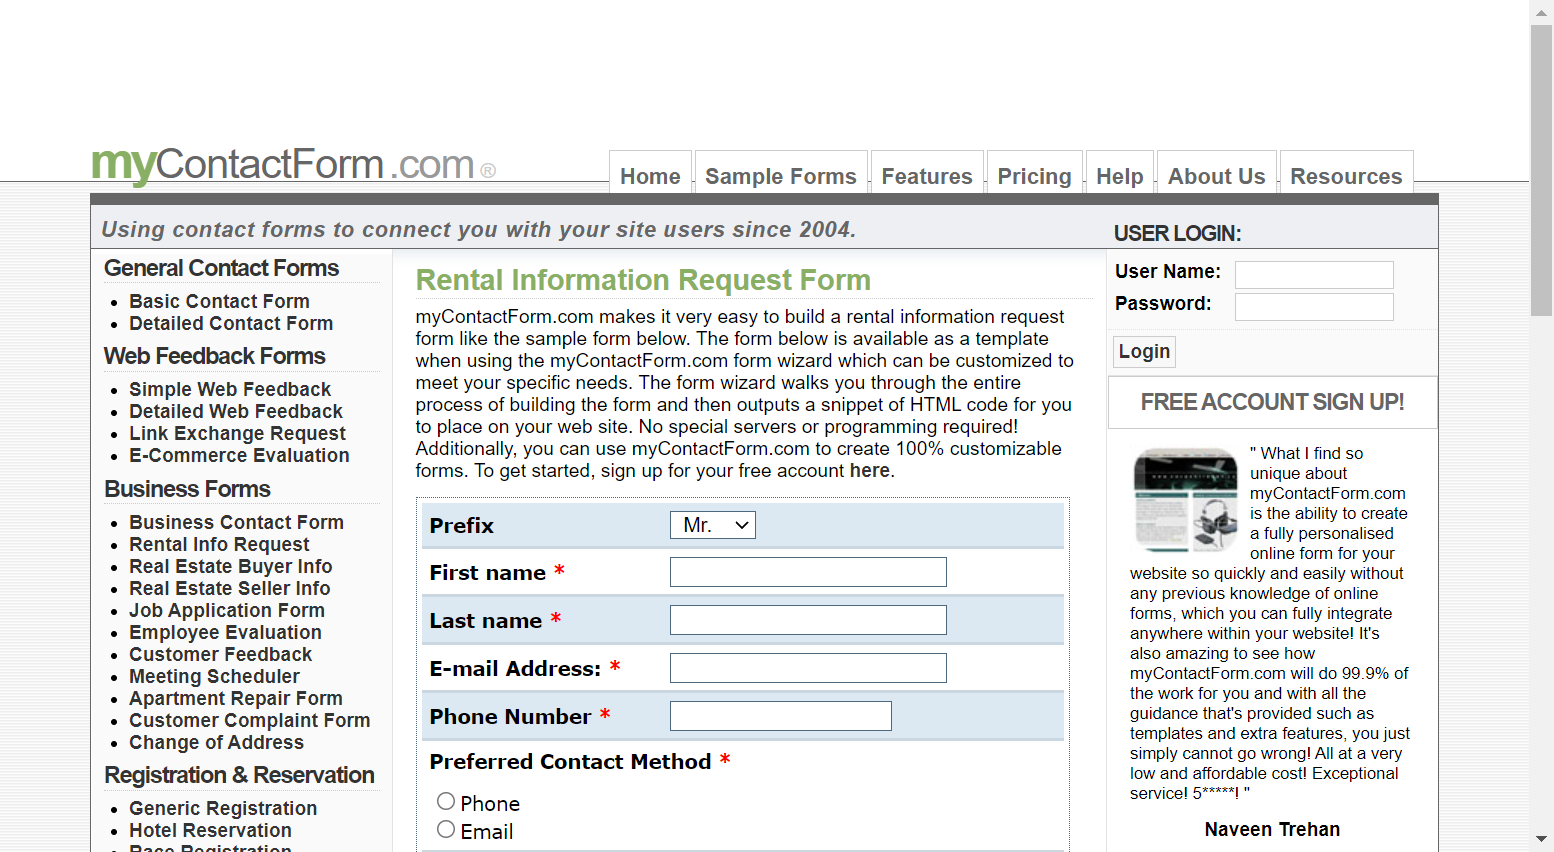 myContactForm.com®
Home
Sample Forms
Features
Pricing
Help
About Us
Resources
Using contact forms to connect you with your site users since 2004.
USER LOGIN:
General Contact Forms
Basic Contact Form
Detailed Contact Form
Web Feedback Forms
Simple Web Feedback
Detailed Web Feedback
Link Exchange Request
E-Commerce Evaluation
Business Forms
Business Contact Form
Rental Info Request
Real Estate Buyer Info
Real Estate Seller Info
Job Application Form
Employee Evaluation
Customer Feedback
Meeting Scheduler
Apartment Repair Form
Customer Complaint Form
Change of Address
Registration & Reservation
Generic Registration
Hotel Reservation
Race Registration
Rental Information Request Form
myContactForm.com makes it very easy to build a rental information request
form like the sample form below. The form below is available as a template
when using the myContactForm.com form wizard which can be customized to
meet your specific needs. The form wizard walks you through the entire
process of building the form and then outputs a snippet of HTML code for you
to place on your web site. No special servers or programming required!
Additionally, you can use myContactForm.com to create 100% customizable
forms. To get started, sign up for your free account here.
Prefix
Mr.
First name *
Last name *
E-mail Address: *
Phone Number *
Preferred Contact Method *
Phone
Email
User Name:
Password:
Login
FREE ACCOUNT SIGN UP!
" What I find so
unique about
myContactForm.com
is the ability to create
a fully personalised
online form for your
website so quickly and easily without
any previous knowledge of online
forms, which you can fully integrate
anywhere within your website! It's
also amazing to see how
myContactForm.com will do 99.9% of
the work for you and with all the
guidance that's provided such as
templates and extra features, you just
simply cannot go wrong! All at a very
low and affordable cost! Exceptional
service! 5*****! "
Naveen Trehan